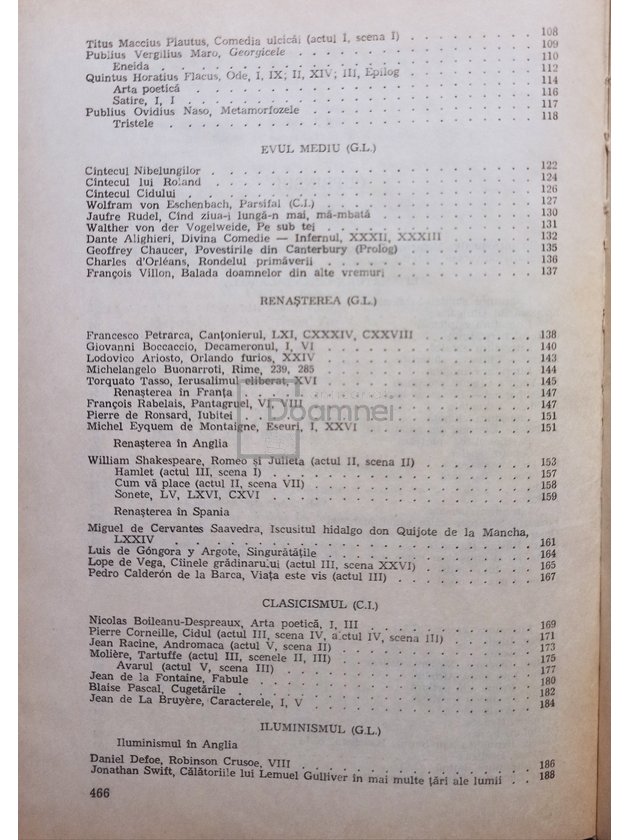 Titus Maccius Plautus, Comedia ulcicăi (actul I, scena I) . . . . . . . 108
Publius Vergilius Maro, Georgicele . . . . . . . 109
Eneida . . . . . . . 110
Quintus Horatius Flacus, Ode, I, IX; II, XIV; III, Epilog . . . . . . . 112
Arta poetică . . . . . . . 114
Satire, I, I . . . . . . . 116
Publius Ovidius Naso, Metamorfozele . . . . . . . 117
Tristele . . . . . . . 118
EVUL MEDIU (G.L.)
Cîntecul Nibelungilor . . . . . . . 122
Cîntecul lui Roland . . . . . . . 124
Cîntecul Cidului . . . . . . . 126
Wolfram von Eschenbach, Parsifal (C.I.) . . . . . . . 127
Jaufre Rudel, Cînd ziua-i lungă-n mai, mă-mbată . . . . . . . 130
Walther von der Vogelweide, Pe sub tei . . . . . . . 131
Dante Alighieri, Divina Comedie — Infernul, XXXII, XXXIII . . . . . . . 132
Geoffrey Chaucer, Povestirile din Canterbury (Prolog) . . . . . . . 135
Charles d'Orléans, Rondelul primăverii . . . . . . . 136
François Villon, Balada doamnelor din alte vremuri . . . . . . . 137
RENAȘTEREA (G.L.)
Francesco Petrarca, Canțonierul, LXI, CXXXIV, CXXVIII . . . . . . . 138
Giovanni Boccaccio, Decameronul, I, VI . . . . . . . 140
Lodovico Ariosto, Orlando furios, XXIV . . . . . . . 143
Michelangelo Buonarroti, Rime, 239, 285 . . . . . . . 144
Torquato Tasso, Ierusalimul eliberat, XVI . . . . . . . 145
Renașterea în Franța . . . . . . . 147
François Rabelais, Pantagruel, VI, VIII . . . . . . . 147
Pierre de Ronsard, Iubitei . . . . . . . 151
Michel Eyquem de Montaigne, Eseuri, I, XXVI . . . . . . . 151
Renașterea în Anglia
William Shakespeare, Romeo și Julieta (actul II, scena II) . . . . . . . 153
Hamlet (actul III, scena I) . . . . . . . 157
Cum vă place (actul II, scena VII) . . . . . . . 158
Sonete, LV, LXVI, CXVI . . . . . . . 159
Renașterea în Spania
Miguel de Cervantes Saavedra, Iscusitul hidalgo don Quijote de la Mancha,
LXXIV . . . . . . . 161
Luis de Góngora y Argote, Singurătățile . . . . . . . 164
Lope de Vega, Cîinele grădinarului (actul III, scena XXVI) . . . . . . . 165
Pedro Calderón de la Barca, Viața este vis (actul III) . . . . . . . 167
CLASICISMUL (C.I.)
Nicolas Boileanu-Despreaux, Arta poetică, I, III . . . . . . . 169
Pierre Corneille, Cidul (actul III, scena IV, actul IV, scena III) . . . . . . . 171
Jean Racine, Andromaca (actul V, scena II) . . . . . . . 173
Molière, Tartuffe (actul III, scenele II, III) . . . . . . . 175
Avarul (actul V, scena III) . . . . . . . 177
Jean de la Fontaine, Fabule . . . . . . . 180
Blaise Pascal, Cugetările . . . . . . . 182
Jean de La Bruyère, Caracterele, I, V . . . . . . . 184
ILUMINISMUL (G.L.)
Iluminismul în Anglia
Daniel Defoe, Robinson Crusoe, VIII . . . . . . . 186
Jonathan Swift, Călătoriile lui Lemuel Gulliver în mai multe țări ale lumii . . 188
466
Doamnei